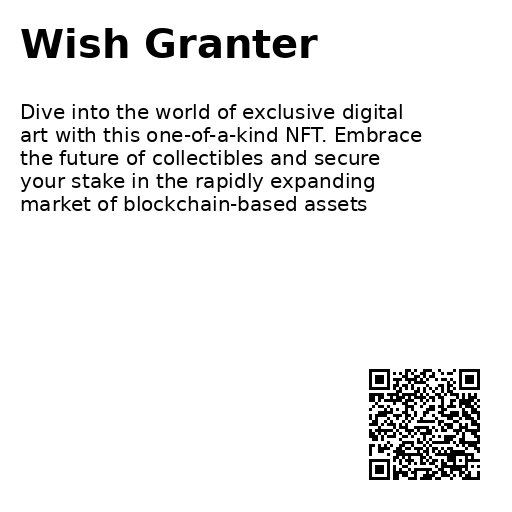 Wish Granter
Dive into the world of exclusive digital
art with this one-of-a-kind NFT. Embrace
the future of collectibles and secure
your stake in the rapidly expanding
market of blockchain-based assets